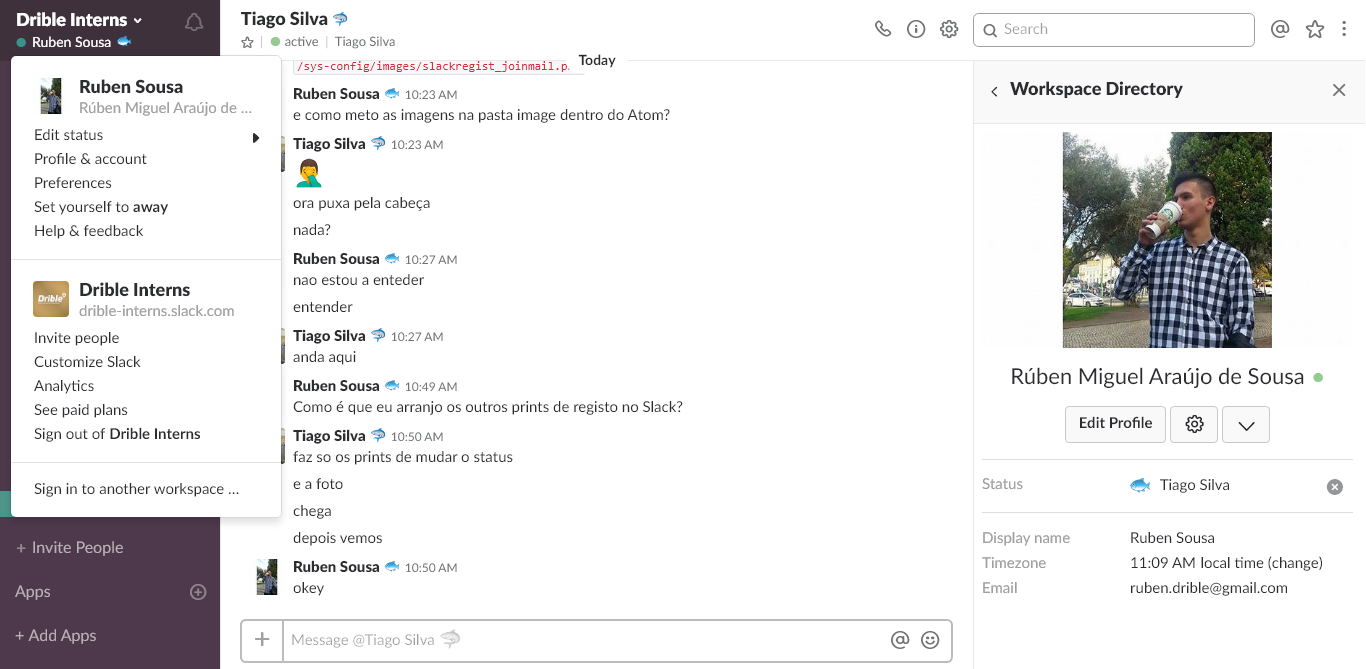 Drible Interns
Ruben Sousa
Ruben Sousa
Rúben Miguel Araújo de ...
Edit status
Profile & account
Preferences
Set yourself to away
Help & feedback
Drible
Drible Interns
drible-interns.slack.com
Invite people
Customize Slack
Analytics
See paid plans
Sign out of Drible Interns
Sign in to another workspace ...
+ Invite People
Apps
+ Add Apps
Tiago Silva
active | Tiago Silva
Search
/sys-config/images/slackregist_joinmail.p
Today
Ruben Sousa 10:23 AM
e como meto as imagens na pasta image dentro do Atom?
Tiago Silva 10:23 AM
ora puxa pela cabeça
nada?
Ruben Sousa 10:27 AM
nao estou a enteder
entender
Tiago Silva 10:27 AM
anda aqui
Ruben Sousa 10:49 AM
Como é que eu arranjo os outros prints de registo no Slack?
Tiago Silva 10:50 AM
faz so os prints de mudar o status
e a foto
chega
depois vemos
Ruben Sousa 10:50 AM
okey
Message @Tiago Silva
Workspace Directory
Rúben Miguel Araújo de Sousa
Edit Profile
Status Tiago Silva
Display name Ruben Sousa
Timezone 11:09 AM local time (change)
Email ruben.drible@gmail.com